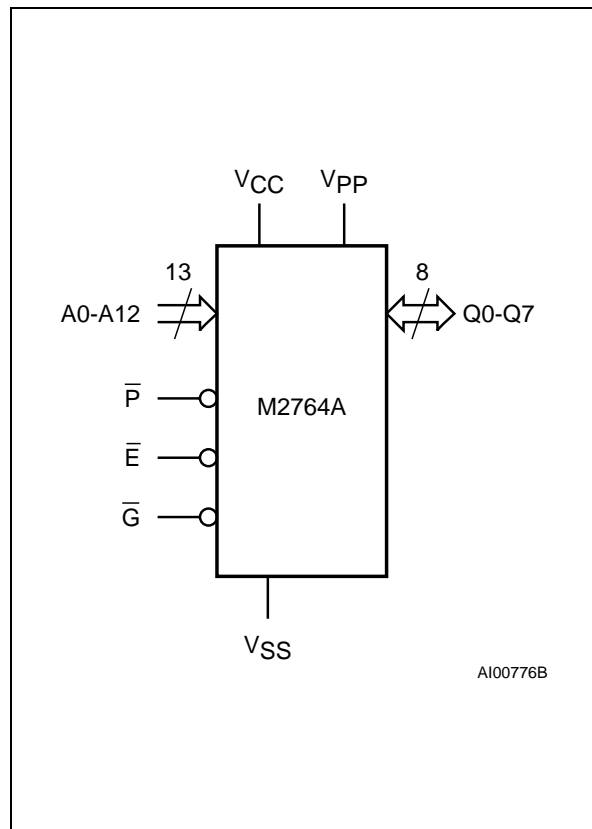 VCC VPP
13 8
A0-A12 Q0-Q7
P̅
M2764A
E̅
G̅
VSS
AI00776B